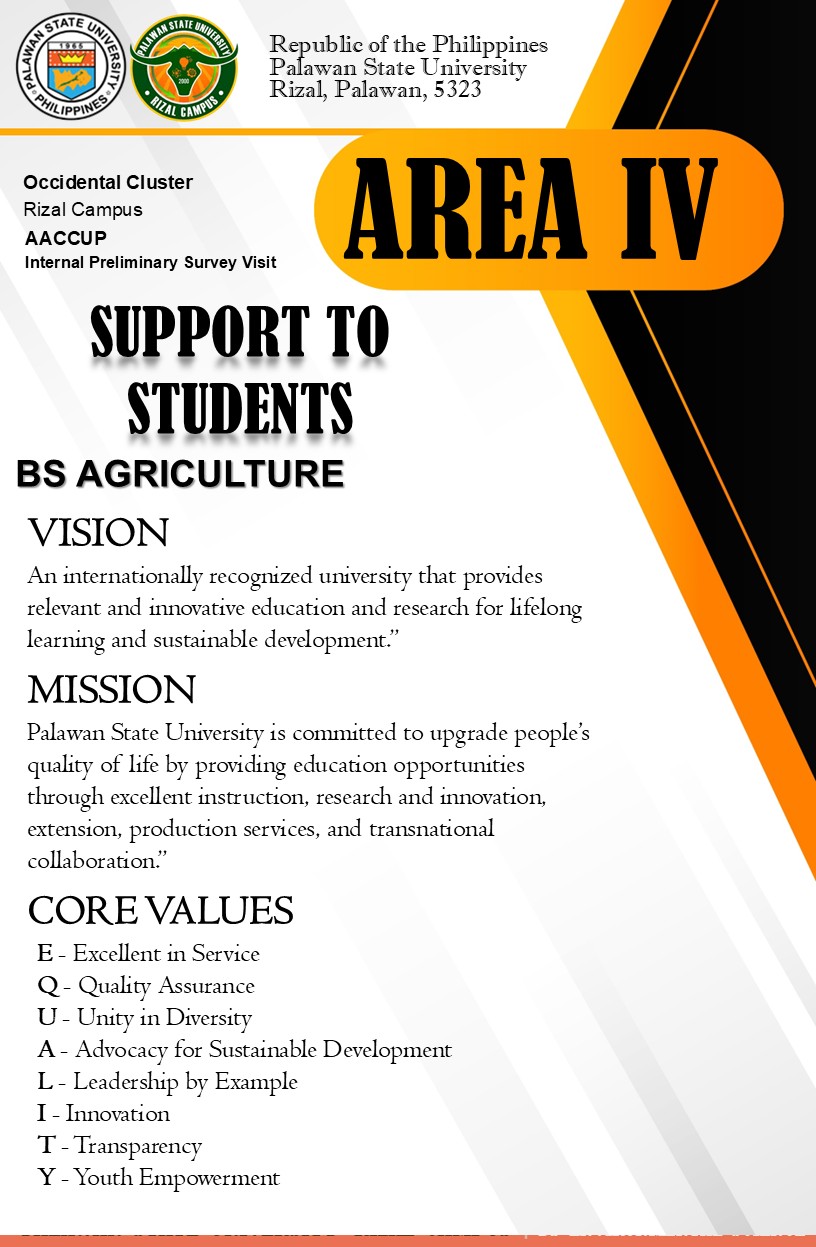 PALAWAN STATE UNIVERSITY
1965
PHILIPPINES
PALAWAN STATE UNIVERSITY
2000
RIZAL CAMPUS
Republic of the Philippines
Palawan State University
Rizal, Palawan, 5323
Occidental Cluster
Rizal Campus
AACCUP
Internal Preliminary Survey Visit
AREA IV
SUPPORT TO
STUDENTS
BS AGRICULTURE
VISION
An internationally recognized university that provides
relevant and innovative education and research for lifelong
learning and sustainable development.”
MISSION
Palawan State University is committed to upgrade people’s
quality of life by providing education opportunities
through excellent instruction, research and innovation,
extension, production services, and transnational
collaboration.”
CORE VALUES
E - Excellent in Service
Q - Quality Assurance
U - Unity in Diversity
A - Advocacy for Sustainable Development
L - Leadership by Example
I - Innovation
T - Transparency
Y - Youth Empowerment